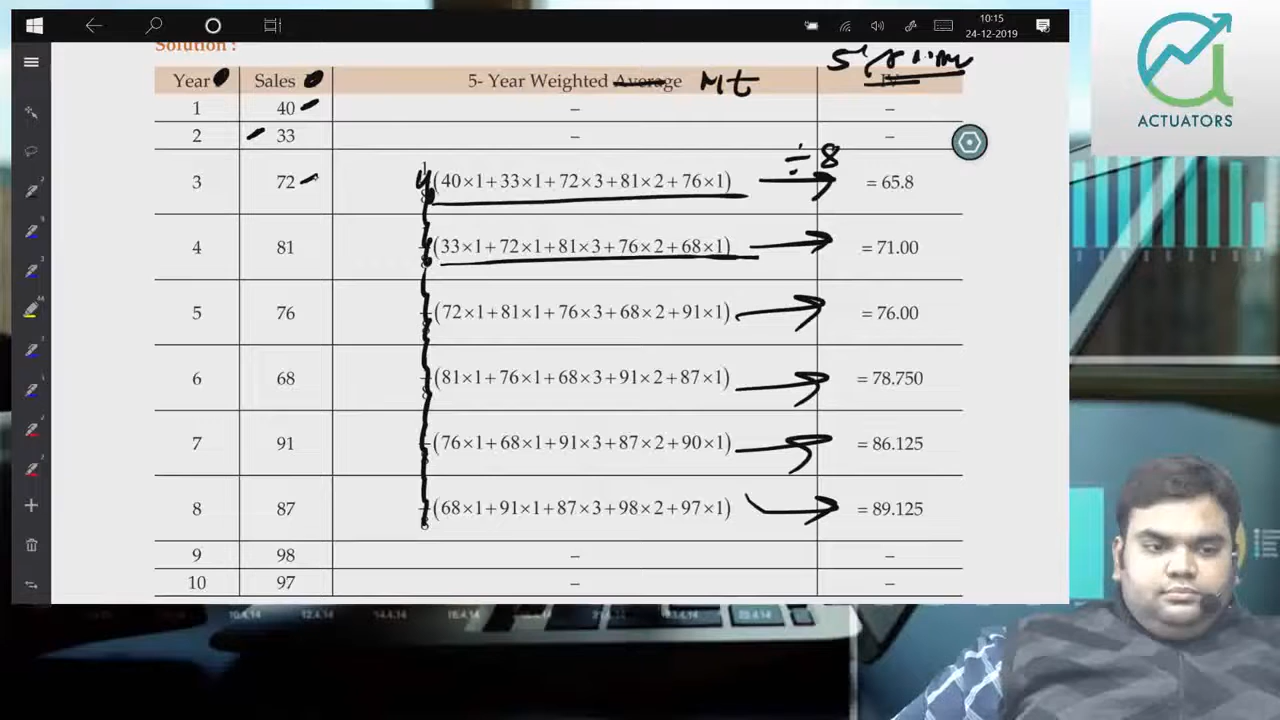 10:15
24-12-2019
Solution :
Year Sales 5- Year Weighted Average Mt
1 40 – –
2 33 – –
÷ 8
3 72 (40×1+33×1+72×3+81×2+76×1) = 65.8
4 81 (33×1+72×1+81×3+76×2+68×1) = 71.00
5 76 (72×1+81×1+76×3+68×2+91×1) = 76.00
6 68 (81×1+76×1+68×3+91×2+87×1) = 78.750
7 91 (76×1+68×1+91×3+87×2+90×1) = 86.125
8 87 (68×1+91×1+87×3+98×2+97×1) = 89.125
9 98 – –
10 97 – –
ACTUATORS